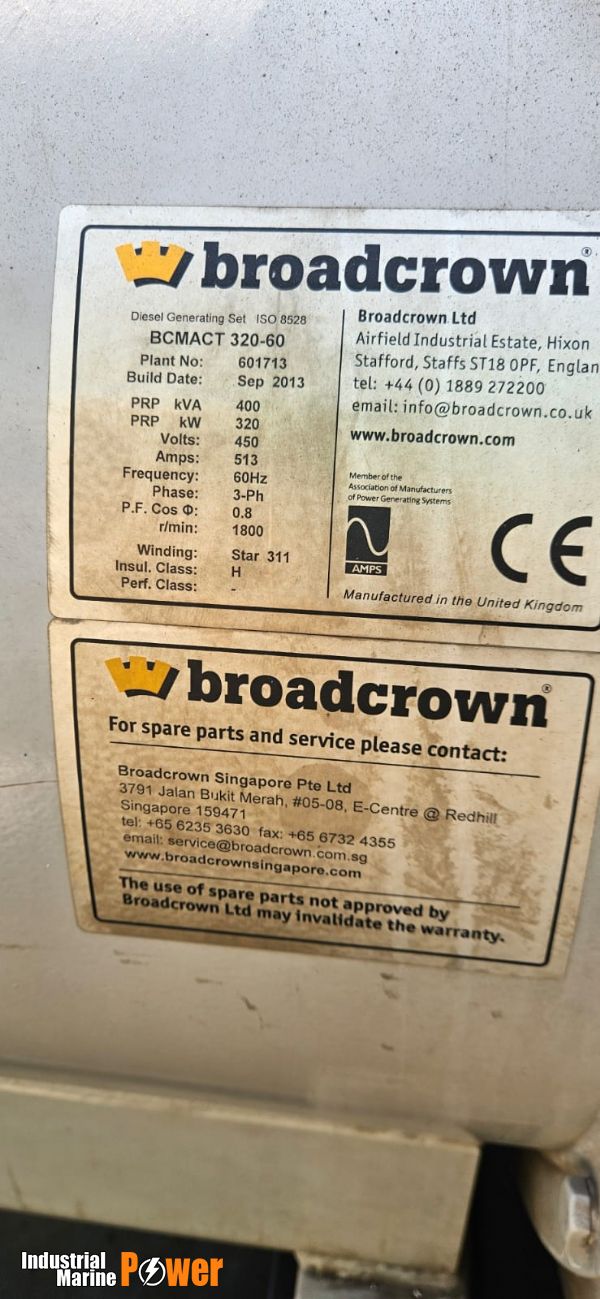 broadcrown®
Diesel Generating Set ISO 8528
BCMACT 320-60
Plant No: 601713
Build Date: Sep 2013
PRP kVA 400
PRP kW 320
Volts: 450
Amps: 513
Frequency: 60Hz
Phase: 3-Ph
P.F. Cos Φ: 0.8
r/min: 1800
Winding: Star 311
Insul. Class: H
Perf. Class: -
Broadcrown Ltd
Airfield Industrial Estate, Hixon
Stafford, Staffs ST18 0PF, Englan
tel: +44 (0) 1889 272200
email: info@broadcrown.co.uk
www.broadcrown.com
Member of the
Association of Manufacturers
of Power Generating Systems
AMPS
CE
Manufactured in the United Kingdom
broadcrown®
For spare parts and service please contact:
Broadcrown Singapore Pte Ltd
3791 Jalan Bukit Merah, #05-08, E-Centre @ Redhill
Singapore 159471
tel: +65 6235 3630 fax: +65 6732 4355
email: service@broadcrown.com.sg
www.broadcrownsingapore.com
The use of spare parts not approved by
Broadcrown Ltd may invalidate the warranty.
Industrial
Marine Power